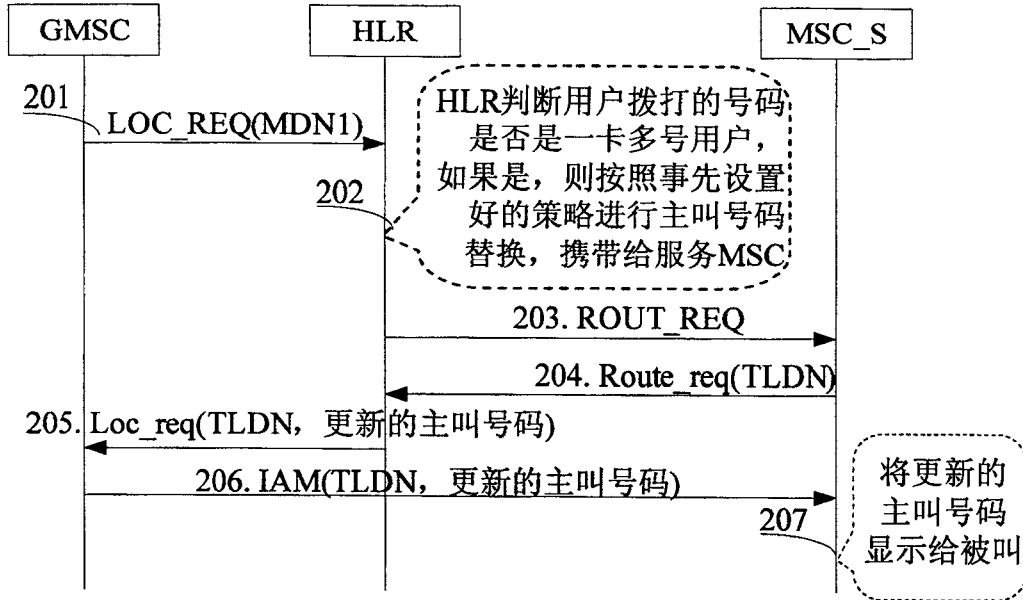 GMSC
HLR
MSC_S
201
LOC_REQ(MDN1)
HLR判断用户拨打的号码
是否是一卡多号用户，
如果是，则按照事先设置
好的策略进行主叫号码
替换，携带给服务MSC
202
203. ROUT_REQ
204. Route_req(TLDN)
205. Loc_req(TLDN，更新的主叫号码)
206. IAM(TLDN，更新的主叫号码)
将更新的
主叫号码
显示给被叫
207